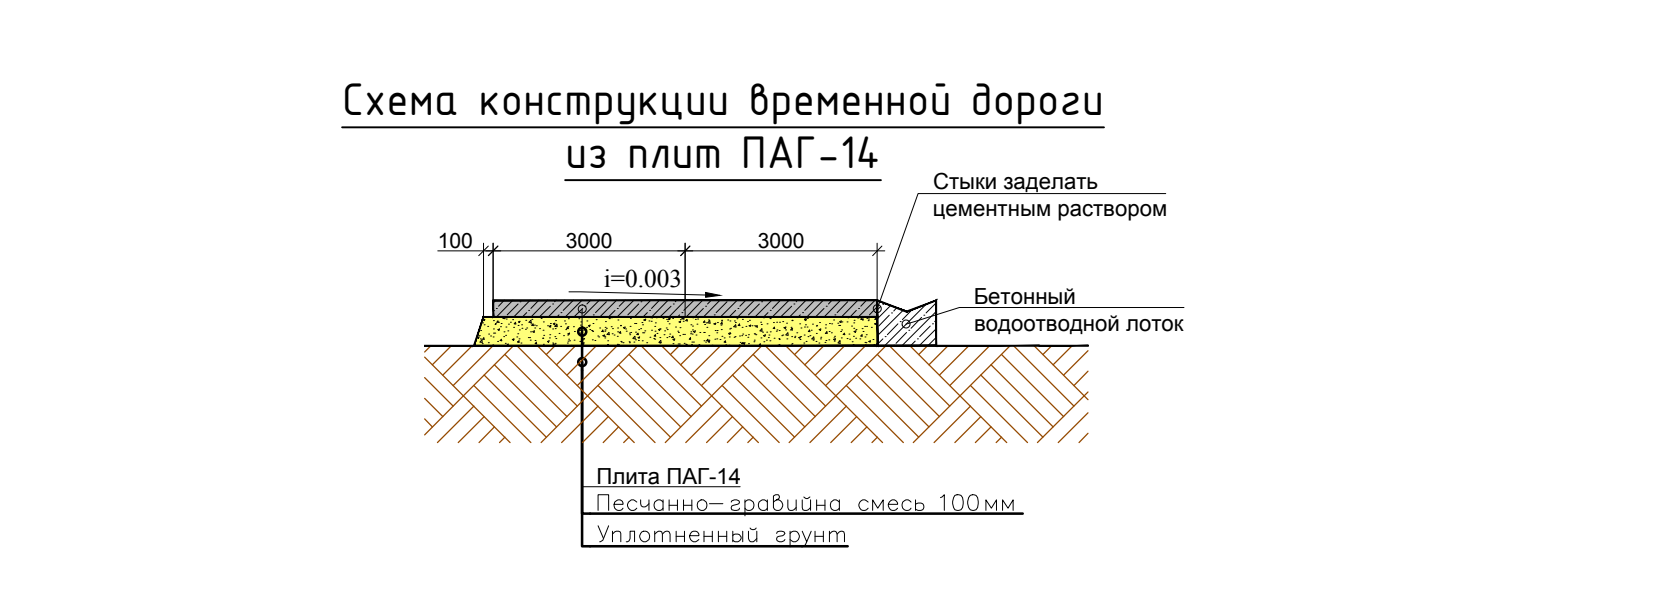 Схема конструкции временной дороги
из плит ПАГ-14
Стыки заделать
цементным раствором
100
3000
3000
i=0.003
Бетонный
водоотводной лоток
Плита ПАГ-14
Песчанно-гравийна смесь 100мм
Уплотненный грунт